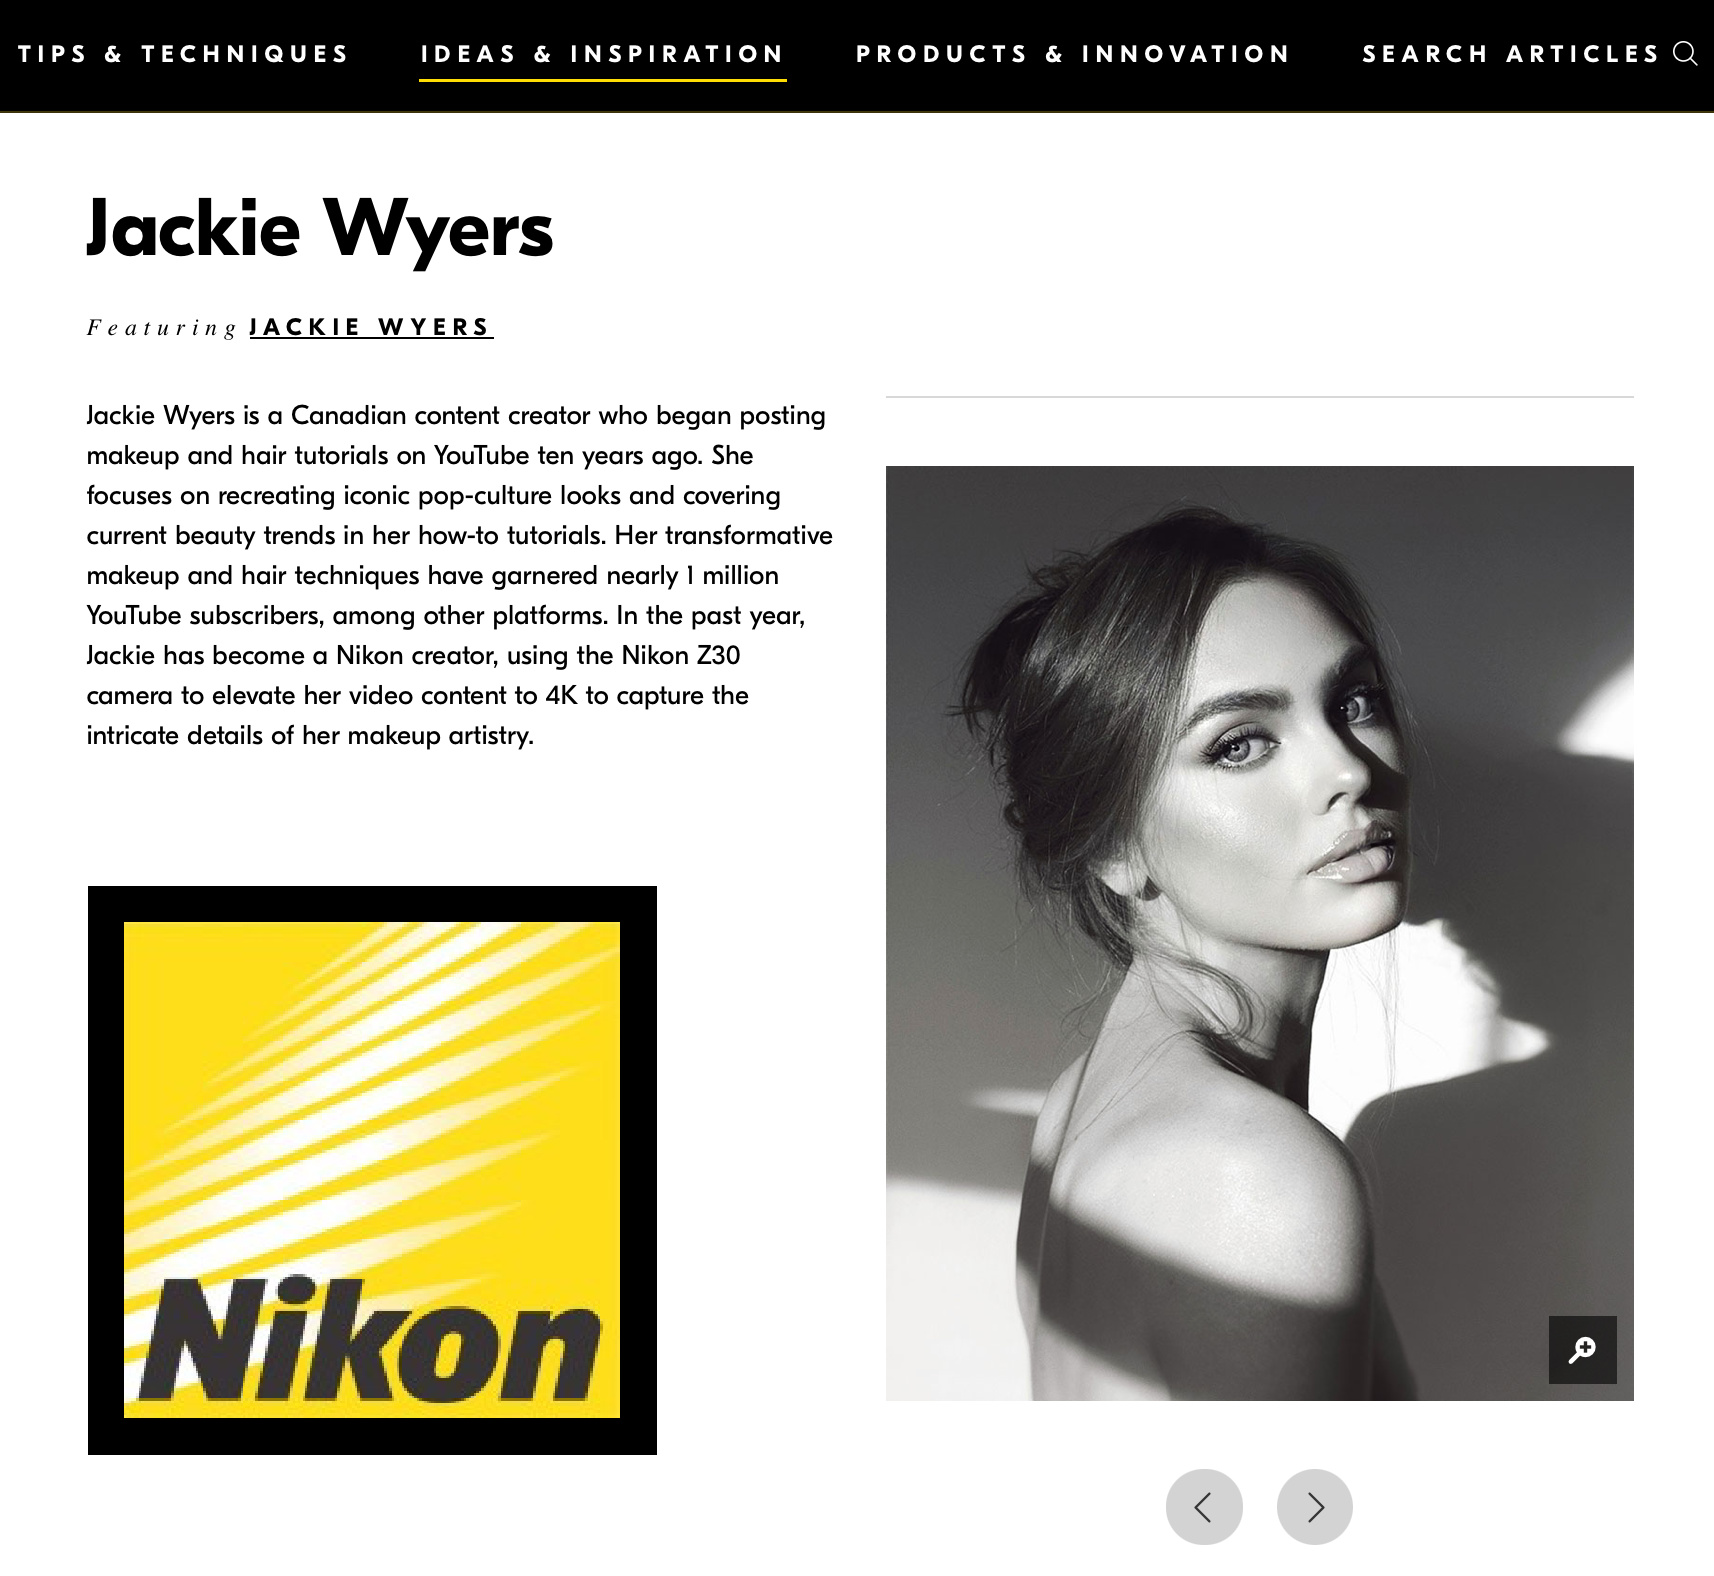 TIPS & TECHNIQUES
IDEAS & INSPIRATION
PRODUCTS & INNOVATION
SEARCH ARTICLES
Jackie Wyers
Featuring JACKIE WYERS
Jackie Wyers is a Canadian content creator who began posting
makeup and hair tutorials on YouTube ten years ago. She
focuses on recreating iconic pop-culture looks and covering
current beauty trends in her how-to tutorials. Her transformative
makeup and hair techniques have garnered nearly 1 million
YouTube subscribers, among other platforms. In the past year,
Jackie has become a Nikon creator, using the Nikon Z30
camera to elevate her video content to 4K to capture the
intricate details of her makeup artistry.
Nikon